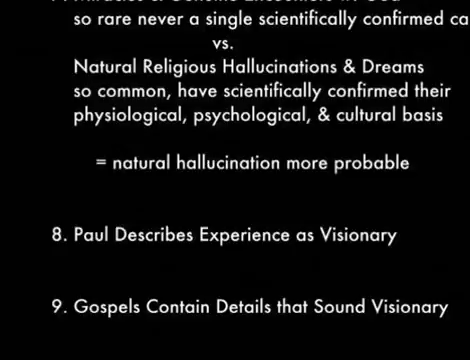 so rare never a single scientifically confirmed
vs.
Natural Religious Hallucinations & Dreams
so common, have scientifically confirmed their
physiological, psychological, & cultural basis
= natural hallucination more probable
8. Paul Describes Experience as Visionary
9. Gospels Contain Details that Sound Visionary